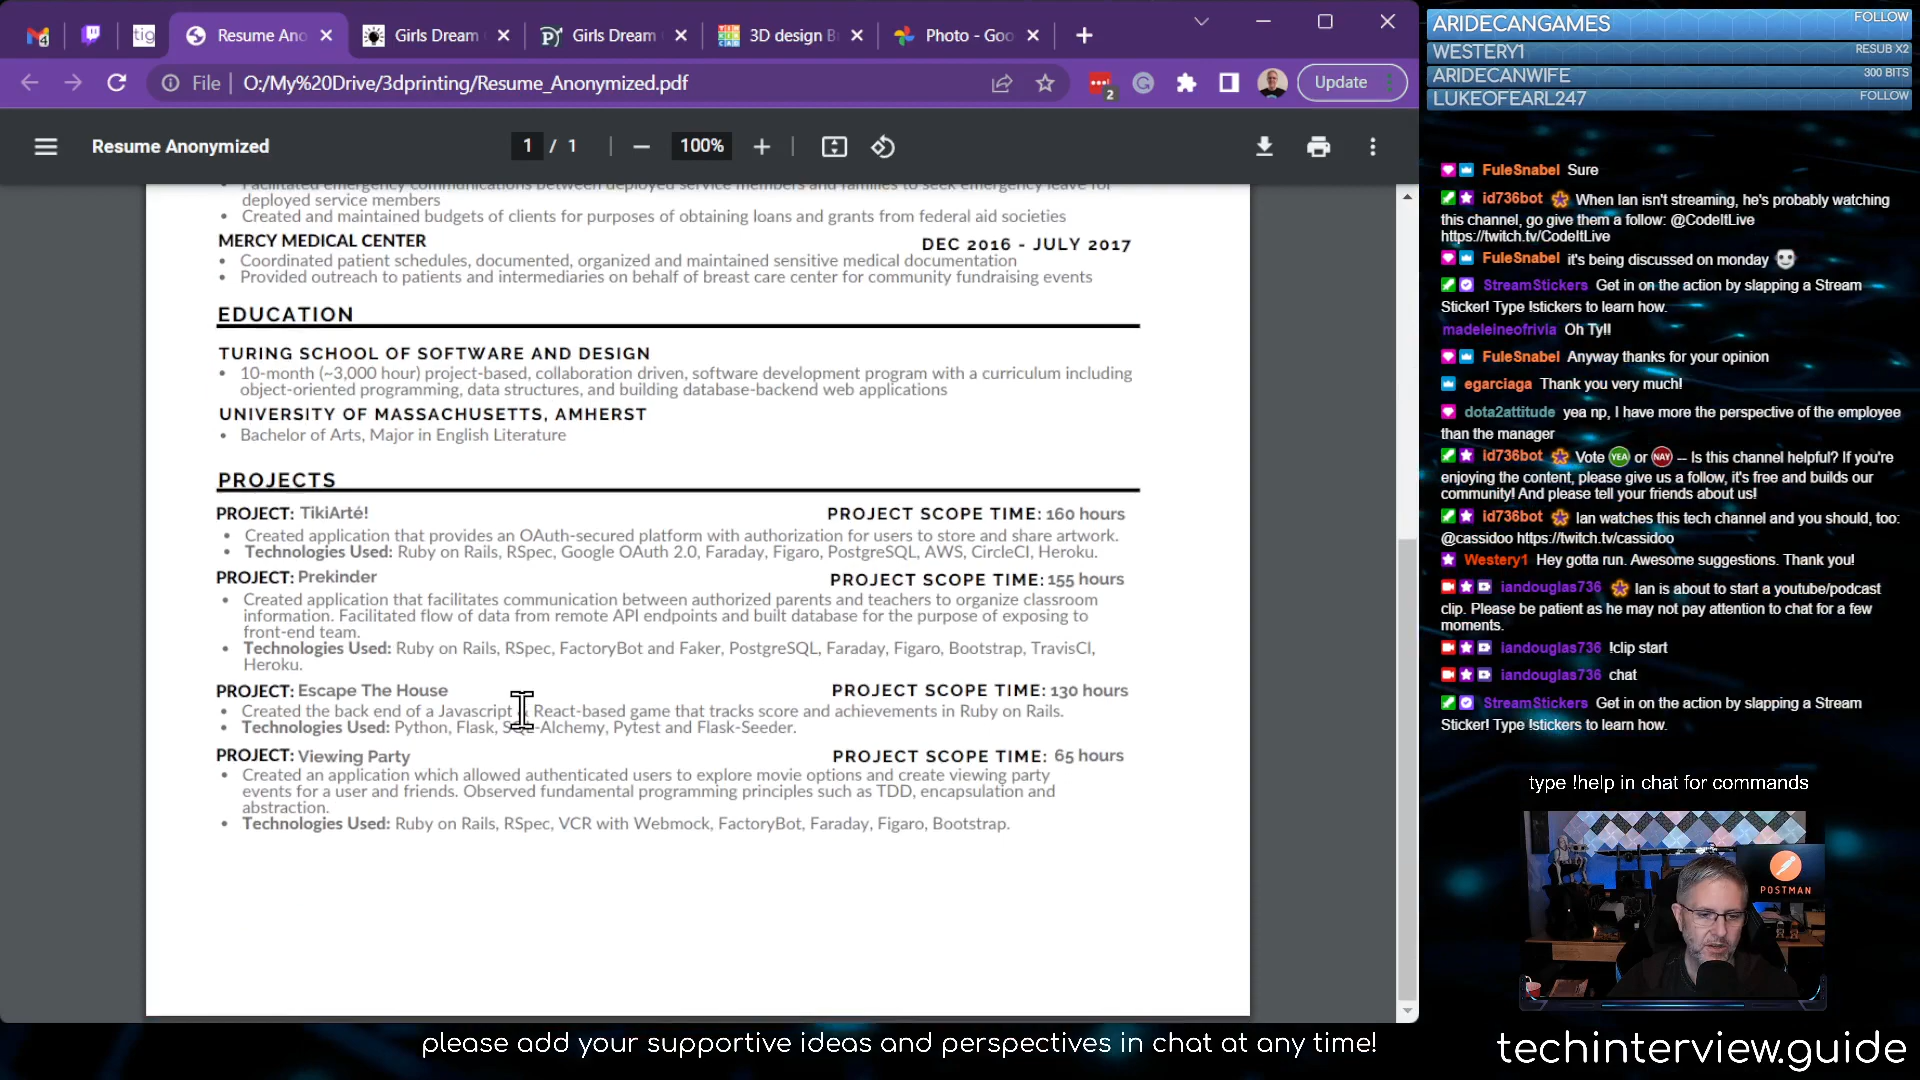 4
tig
Resume Ano
Girls Dream
Girls Dream
3D design B
Photo - Goo
File
O:/My%20Drive/3dprinting/Resume_Anonymized.pdf
2
Update
Resume Anonymized
1 / 1
100%
Facilitated emergency communications between deployed service members and families to seek emergency leave for
deployed service members
• Created and maintained budgets of clients for purposes of obtaining loans and grants from federal aid societies
MERCY MEDICAL CENTER
DEC 2016 - JULY 2017
• Coordinated patient schedules, documented, organized and maintained sensitive medical documentation
• Provided outreach to patients and intermediaries on behalf of breast care center for community fundraising events
EDUCATION
TURING SCHOOL OF SOFTWARE AND DESIGN
• 10-month (~3,000 hour) project-based, collaboration driven, software development program with a curriculum including
object-oriented programming, data structures, and building database-backend web applications
UNIVERSITY OF MASSACHUSETTS, AMHERST
• Bachelor of Arts, Major in English Literature
PROJECTS
PROJECT: TikiArté!
PROJECT SCOPE TIME: 160 hours
• Created application that provides an OAuth-secured platform with authorization for users to store and share artwork.
• Technologies Used: Ruby on Rails, RSpec, Google OAuth 2.0, Faraday, Figaro, PostgreSQL, AWS, CircleCI, Heroku.
PROJECT: Prekinder
PROJECT SCOPE TIME: 155 hours
• Created application that facilitates communication between authorized parents and teachers to organize classroom
information. Facilitated flow of data from remote API endpoints and built database for the purpose of exposing to
front-end team.
• Technologies Used: Ruby on Rails, RSpec, FactoryBot and Faker, PostgreSQL, Faraday, Figaro, Bootstrap, TravisCI,
Heroku.
PROJECT: Escape The House
PROJECT SCOPE TIME: 130 hours
• Created the back end of a Javascript & React-based game that tracks score and achievements in Ruby on Rails.
• Technologies Used: Python, Flask, -Alchemy, Pytest and Flask-Seeder.
PROJECT: Viewing Party
PROJECT SCOPE TIME: 65 hours
• Created an application which allowed authenticated users to explore movie options and create viewing party
events for a user and friends. Observed fundamental programming principles such as TDD, encapsulation and
abstraction.
• Technologies Used: Ruby on Rails, RSpec, VCR with Webmock, FactoryBot, Faraday, Figaro, Bootstrap.
ARIDECANGAMES FOLLOW
WESTERY1 RESUB X2
ARIDECANWIFE 300 BITS
LUKEOFEARL247 FOLLOW
FuleSnabel Sure
id736bot When Ian isn't streaming, he's probably watching
this channel, go give them a follow: @CodeItLive
https://twitch.tv/CodeItLive
FuleSnabel it's being discussed on monday
StreamStickers Get in on the action by slapping a Stream
Sticker! Type !stickers to learn how.
madeleineofrivia Oh Ty!!
FuleSnabel Anyway thanks for your opinion
egarciaga Thank you very much!
dota2attitude yea np, I have more the perspective of the employee
than the manager
id736bot Vote YEA or NAY -- Is this channel helpful? If you're
enjoying the content, please give us a follow, it's free and builds our
community! And please tell your friends about us!
id736bot Ian watches this tech channel and you should, too:
@cassidoo https://twitch.tv/cassidoo
Westery1 Hey gotta run. Awesome suggestions. Thank you!
iandouglas736 Ian is about to start a youtube/podcast
clip. Please be patient as he may not pay attention to chat for a few
moments.
iandouglas736 !clip start
iandouglas736 chat
StreamStickers Get in on the action by slapping a Stream
Sticker! Type !stickers to learn how.
type !help in chat for commands
POSTMAN
please add your supportive ideas and perspectives in chat at any time!
techinterview.guide